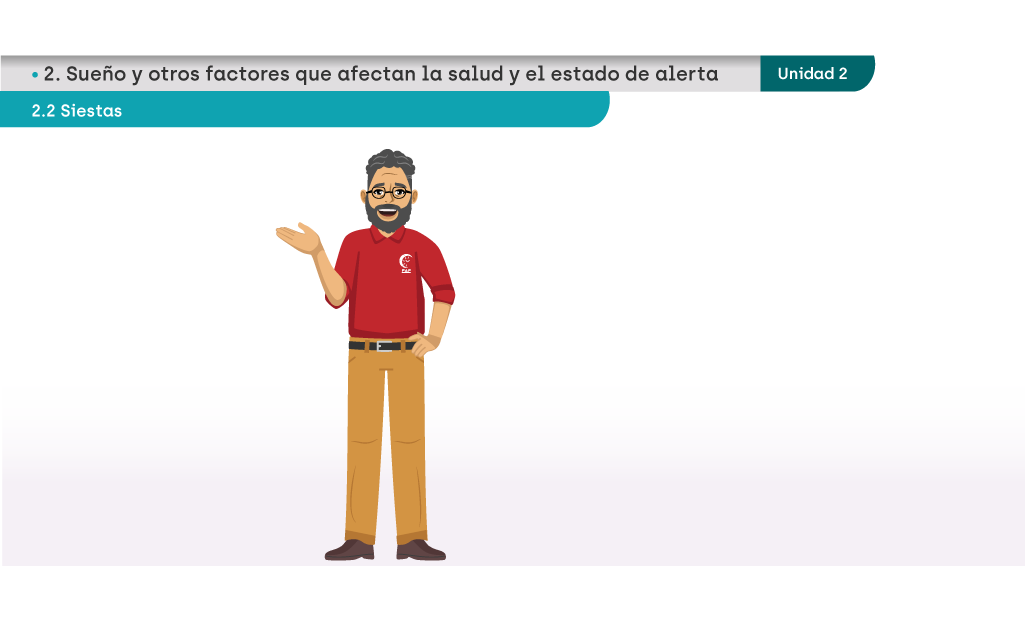 • 2. Sueño y otros factores que afectan la salud y el estado de alerta
Unidad 2
2.2 Siestas